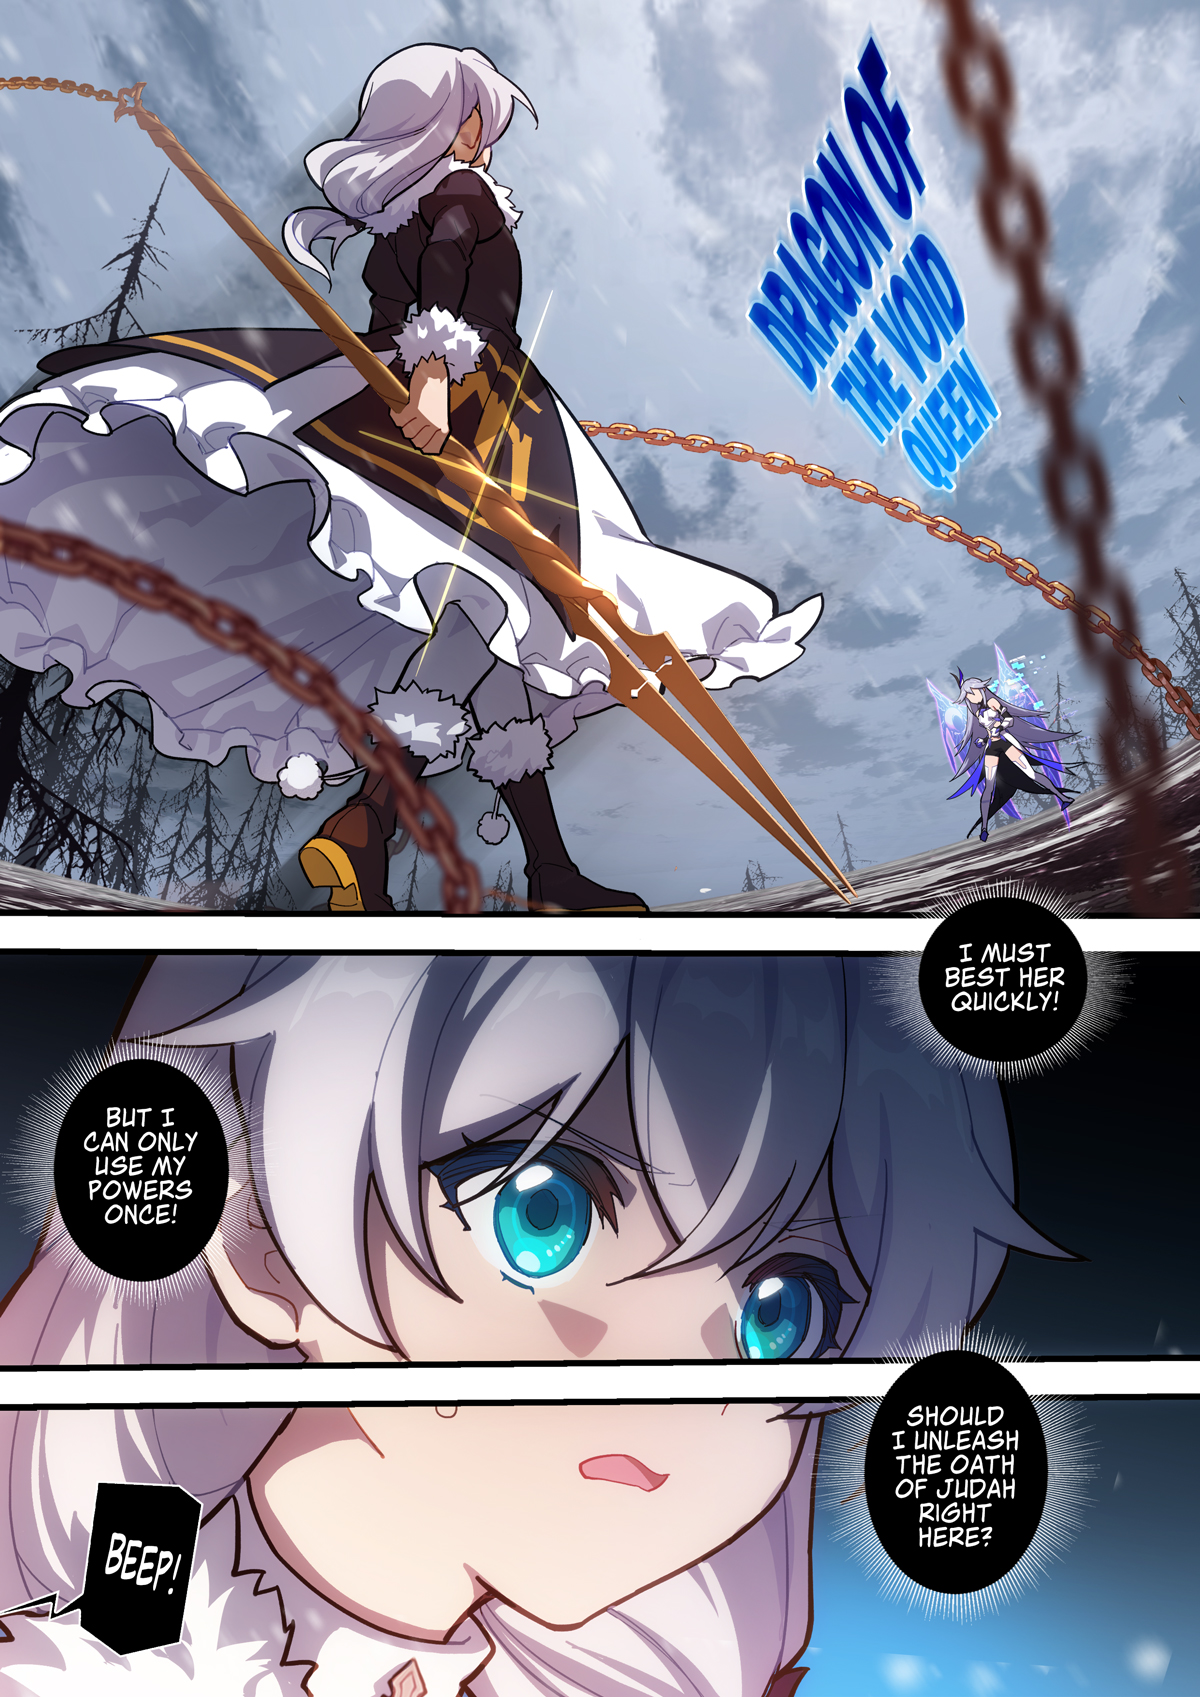 DRAGON OF
THE VOID
QUEEN
I MUST
BEST HER
QUICKLY!
BUT I
CAN ONLY
USE MY
POWERS
ONCE!
SHOULD
I UNLEASH
THE OATH
OF JUDAH
RIGHT
HERE?
BEEP!